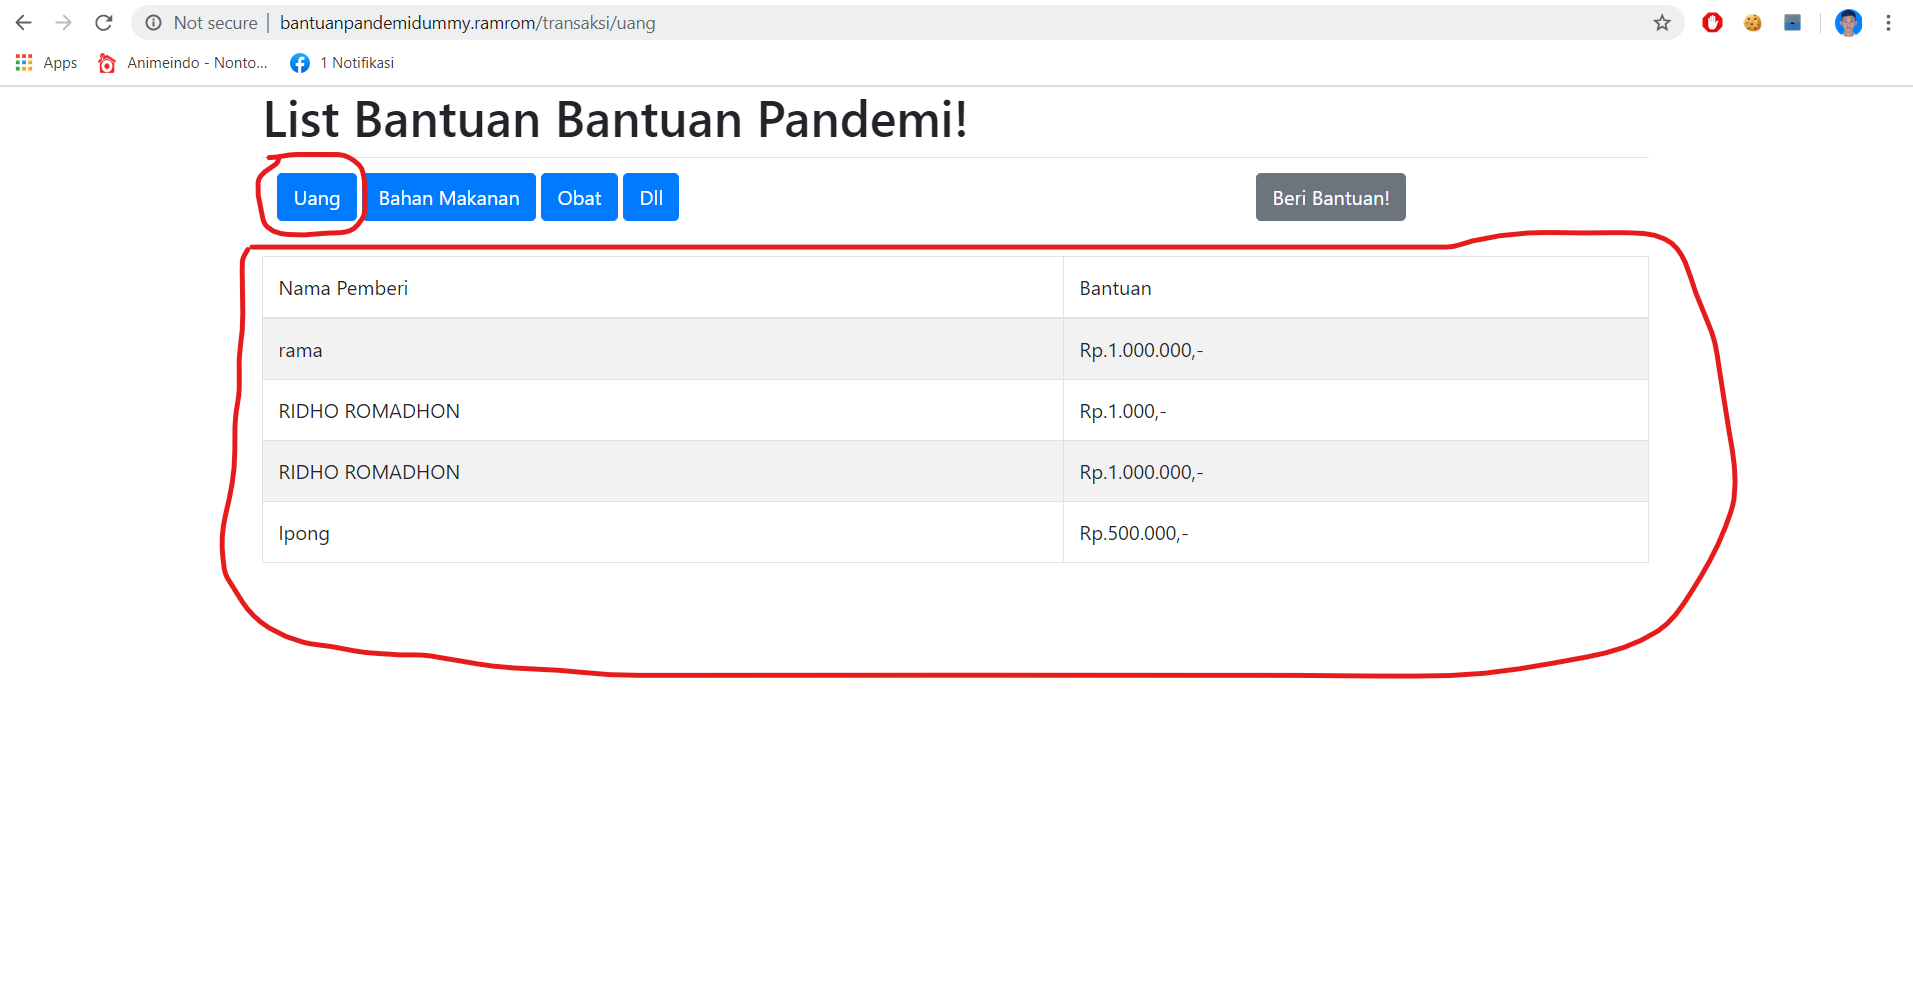 Not secure | bantuanpandemidummy.ramrom/transaksi/uang
Apps Animeindo - Nonto... 1 Notifikasi
List Bantuan Bantuan Pandemi!
Uang Bahan Makanan Obat Dll Beri Bantuan!
Nama Pemberi Bantuan
rama Rp.1.000.000,-
RIDHO ROMADHON Rp.1.000,-
RIDHO ROMADHON Rp.1.000.000,-
Ipong Rp.500.000,-